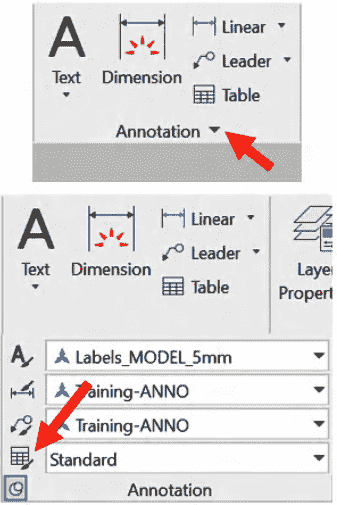 Linear
Text
Dimension
Leader
Table
Annotation
Linear
Text
Dimension
Leader
Table
Laye
Propert
Labels_MODEL_5mm
Training-ANNO
Training-ANNO
Standard
Annotation